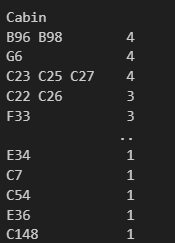 Cabin
B96 B98 4
G6 4
C23 C25 C27 4
C22 C26 3
F33 3
..
E34 1
C7 1
C54 1
E36 1
C148 1